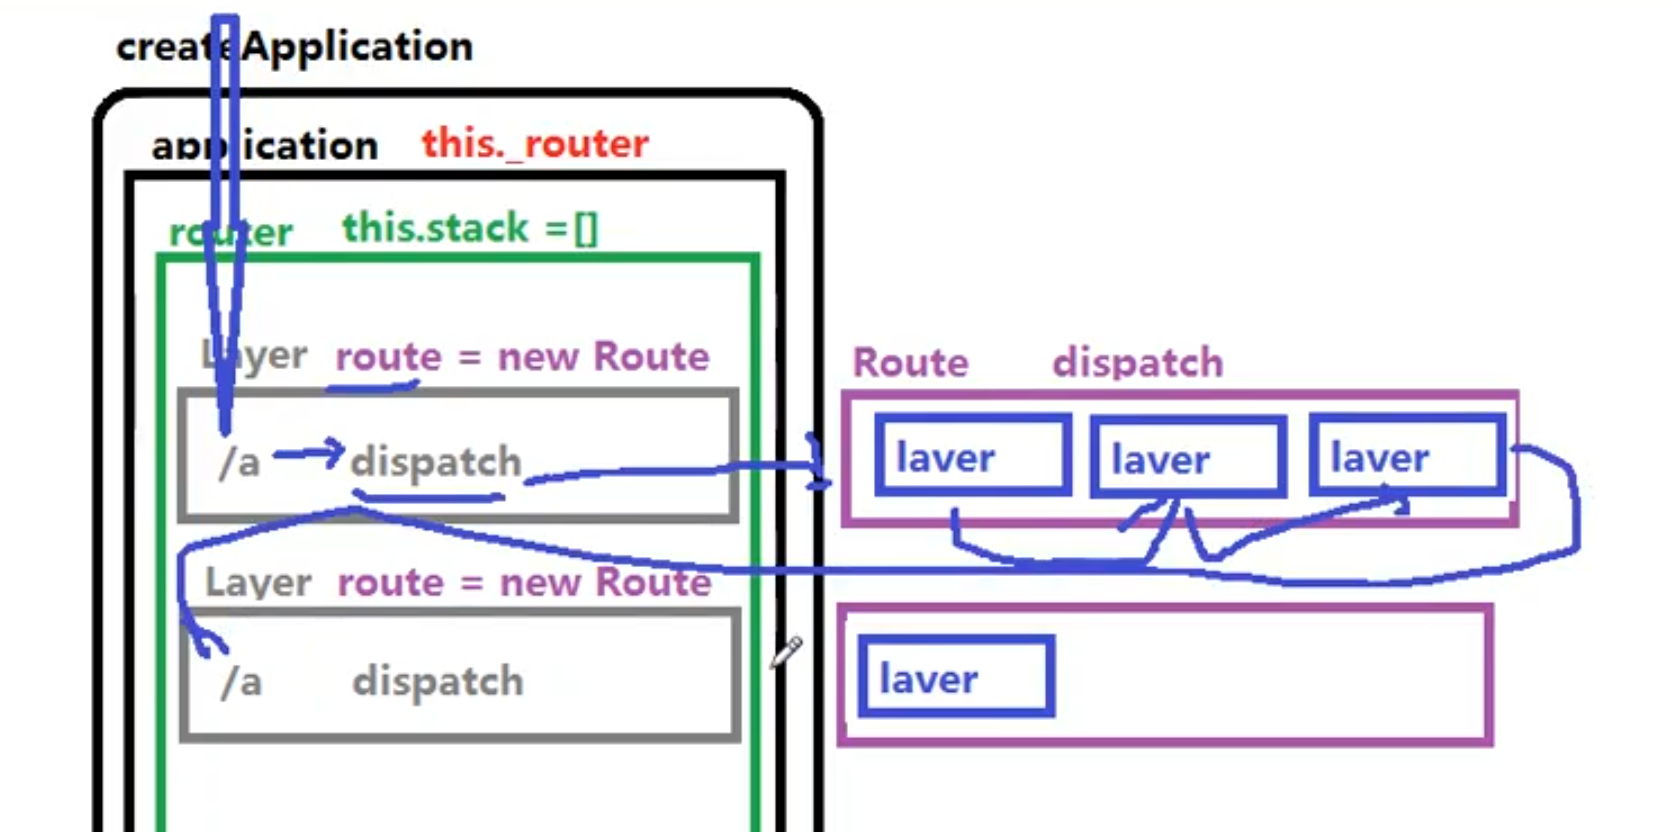 createApplication
application this._router
router this.stack =[]
Layer route = new Route
Route dispatch
/a dispatch
laver laver laver
Layer route = new Route
/a dispatch
laver